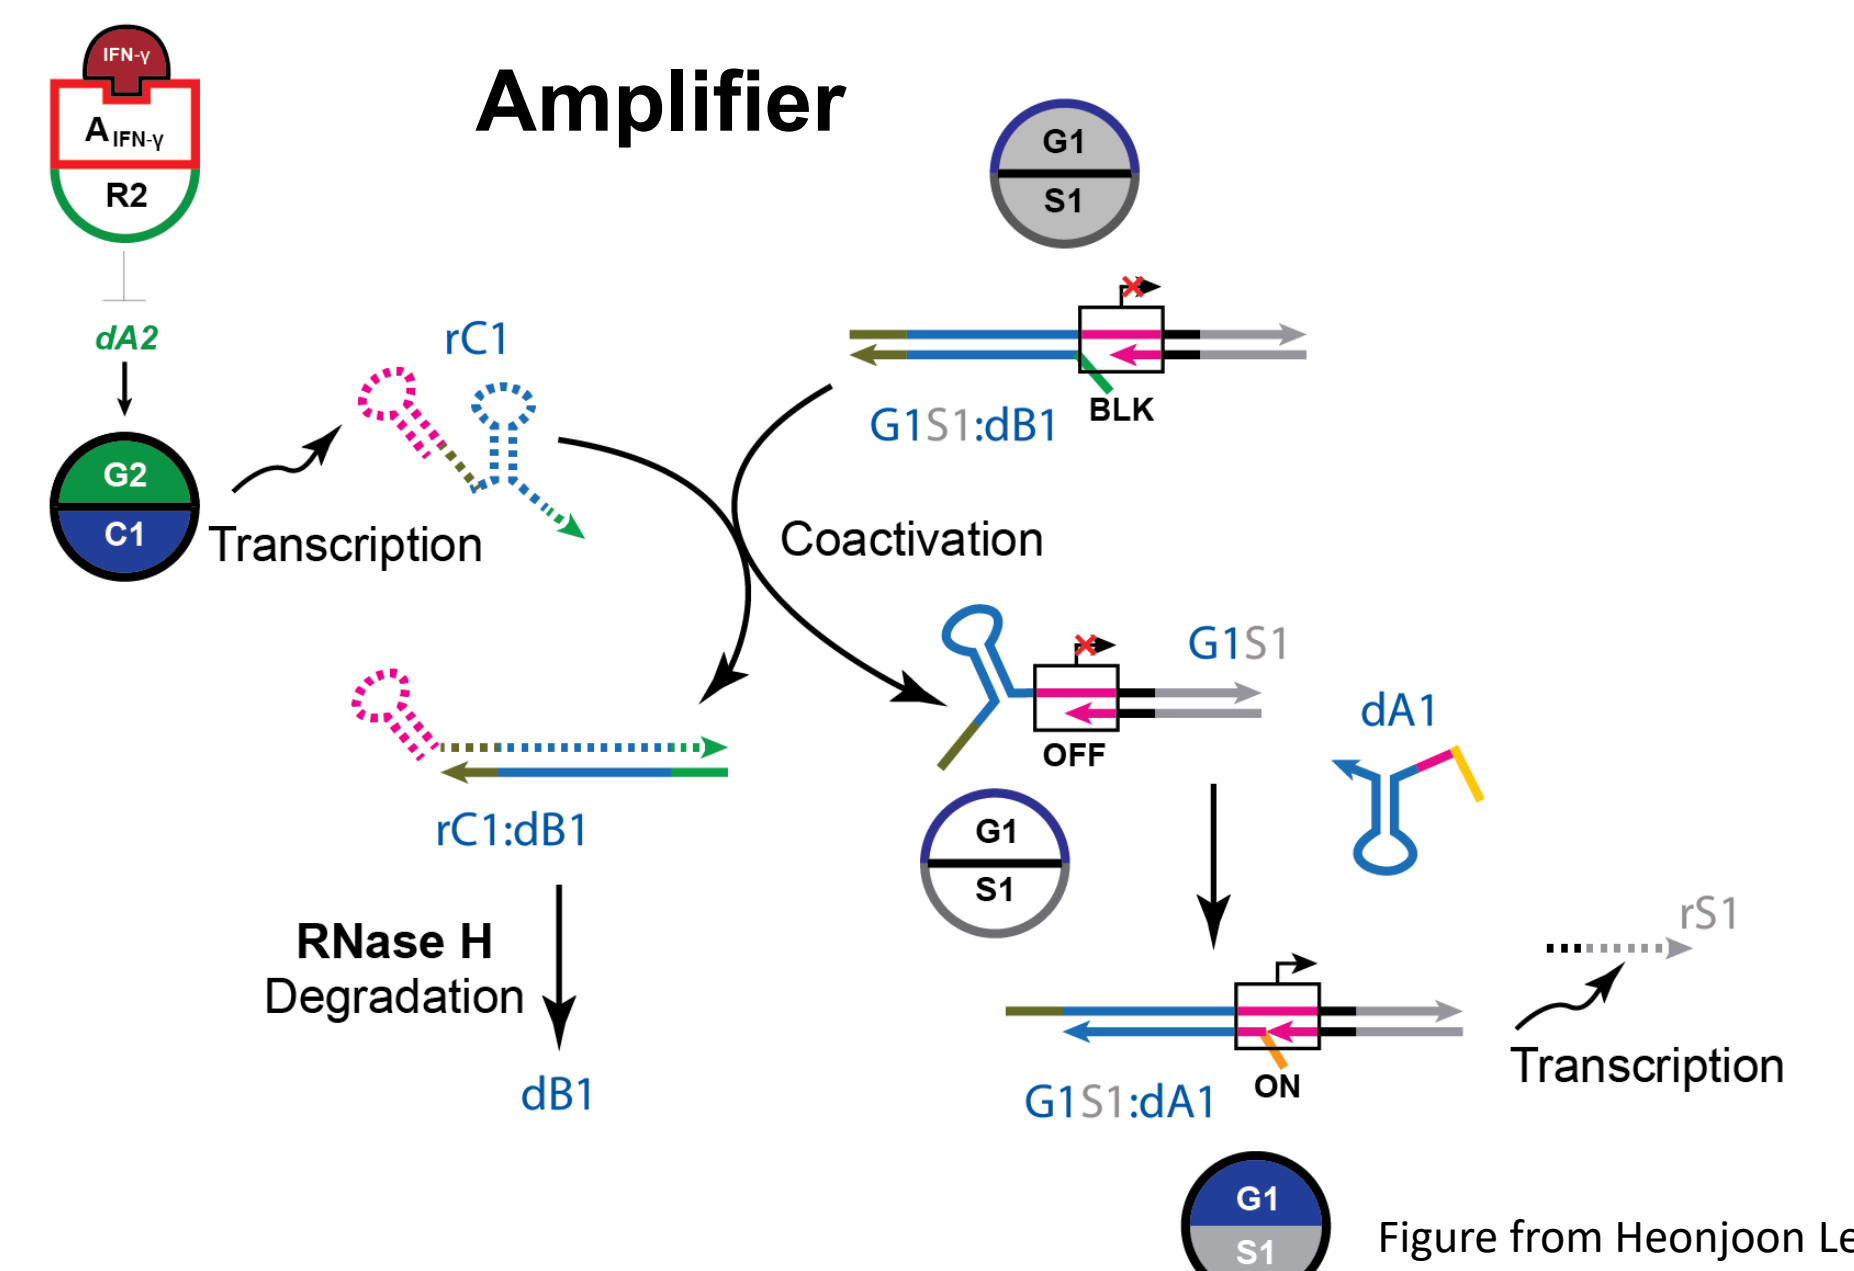 Amplifier
IFN-γ
A IFN-γ
R2
dA2
G2
C1
Transcription
rC1
G1
S1
G1S1:dB1
BLK
Coactivation
rC1:dB1
RNase H
Degradation
dB1
G1S1
OFF
G1
S1
dA1
rS1
Transcription
G1S1:dA1
ON
G1
S1
Figure from Heonjoon Le